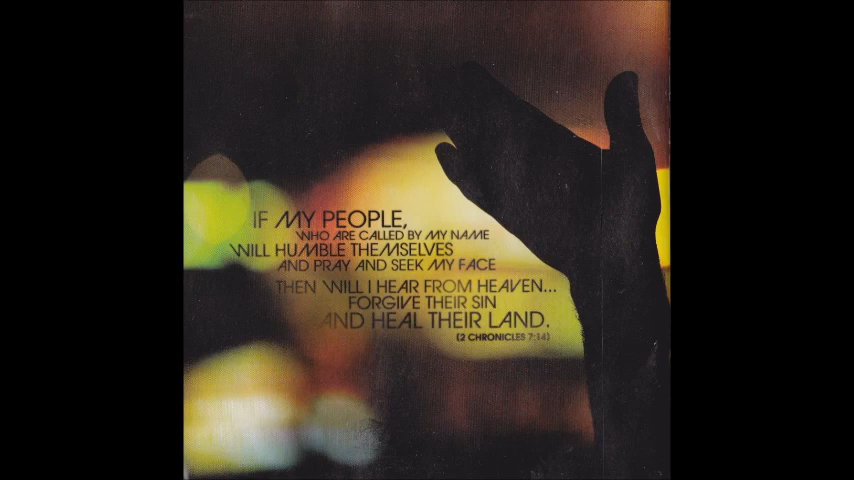 IF MY PEOPLE,
WHO ARE CALLED BY MY NAME
WILL HUMBLE THEMSELVES
AND PRAY AND SEEK MY FACE
THEN WILL I HEAR FROM HEAVEN...
FORGIVE THEIR SIN
AND HEAL THEIR LAND.
(2 CHRONICLES 7:14)